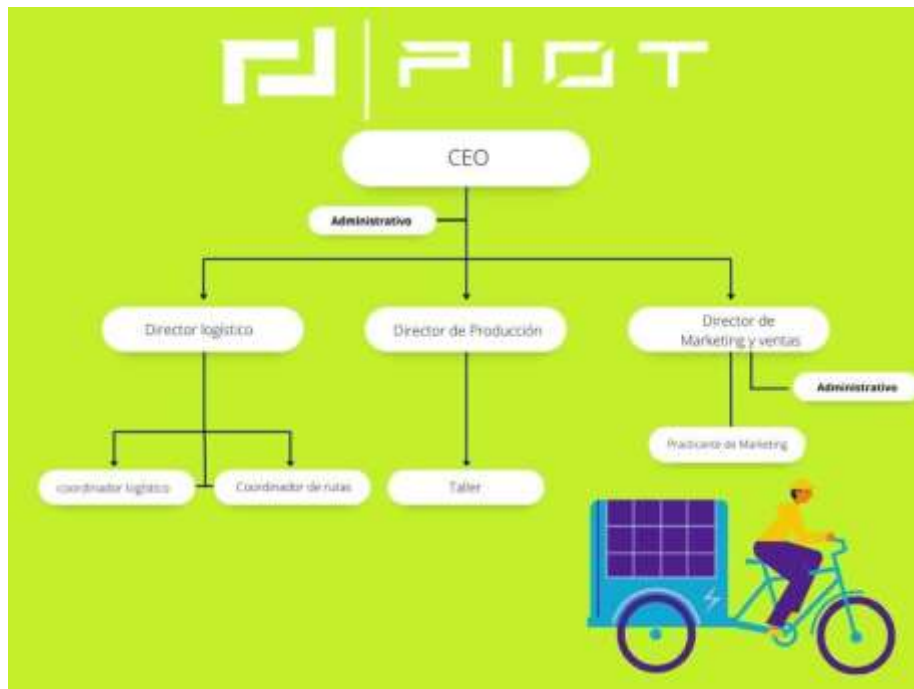 PIOT
CEO
Administrativo
Director logístico
Director de Producción
Director de
Marketing y ventas
Administrativo
Practicante de Marketing
coordinador logístico
Coordinador de rutas
Taller